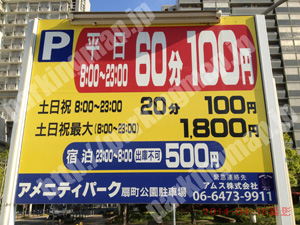 P 平日 60分 100円
8:00~23:00
土日祝 8:00~23:00 20分 100円
土日祝最大(8:00~23:00) 1,800円
宿泊 23:00~8:00 出庫不可 500円
緊急連絡先
アムス株式会社
アメニティパーク 扇町公園駐車場 06-6473-9911